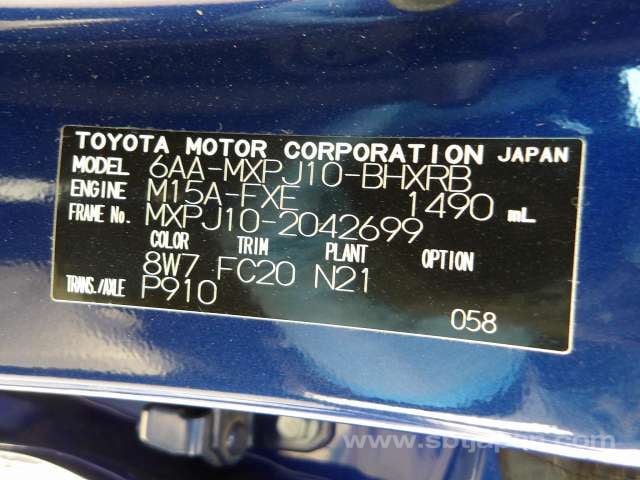 TOYOTA MOTOR CORPORATION JAPAN
MODEL 6AA-MXPJ10-BHXRB
ENGINE M15A-FXE 1490 mL
FRAME No. MXPJ10-2042699
COLOR TRIM PLANT OPTION
8W7 FC20 N21
TRANS./AXLE P910
058
www.sbtjapan.com